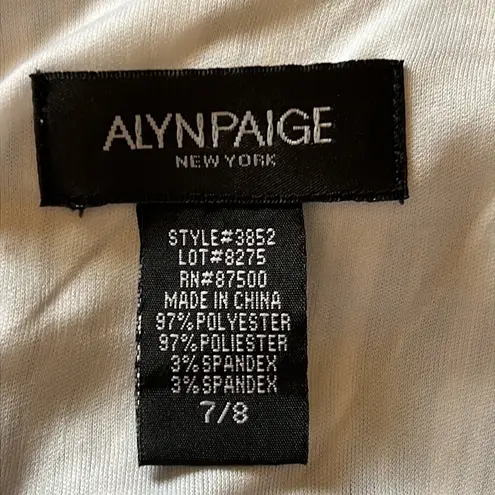 ALYNPAIGE
NEW YORK
STYLE#3852
LOT#8275
RN#87500
MADE IN CHINA
97%POLYESTER
97%POLIESTER
3%SPANDEX
3%SPANDEX
7/8